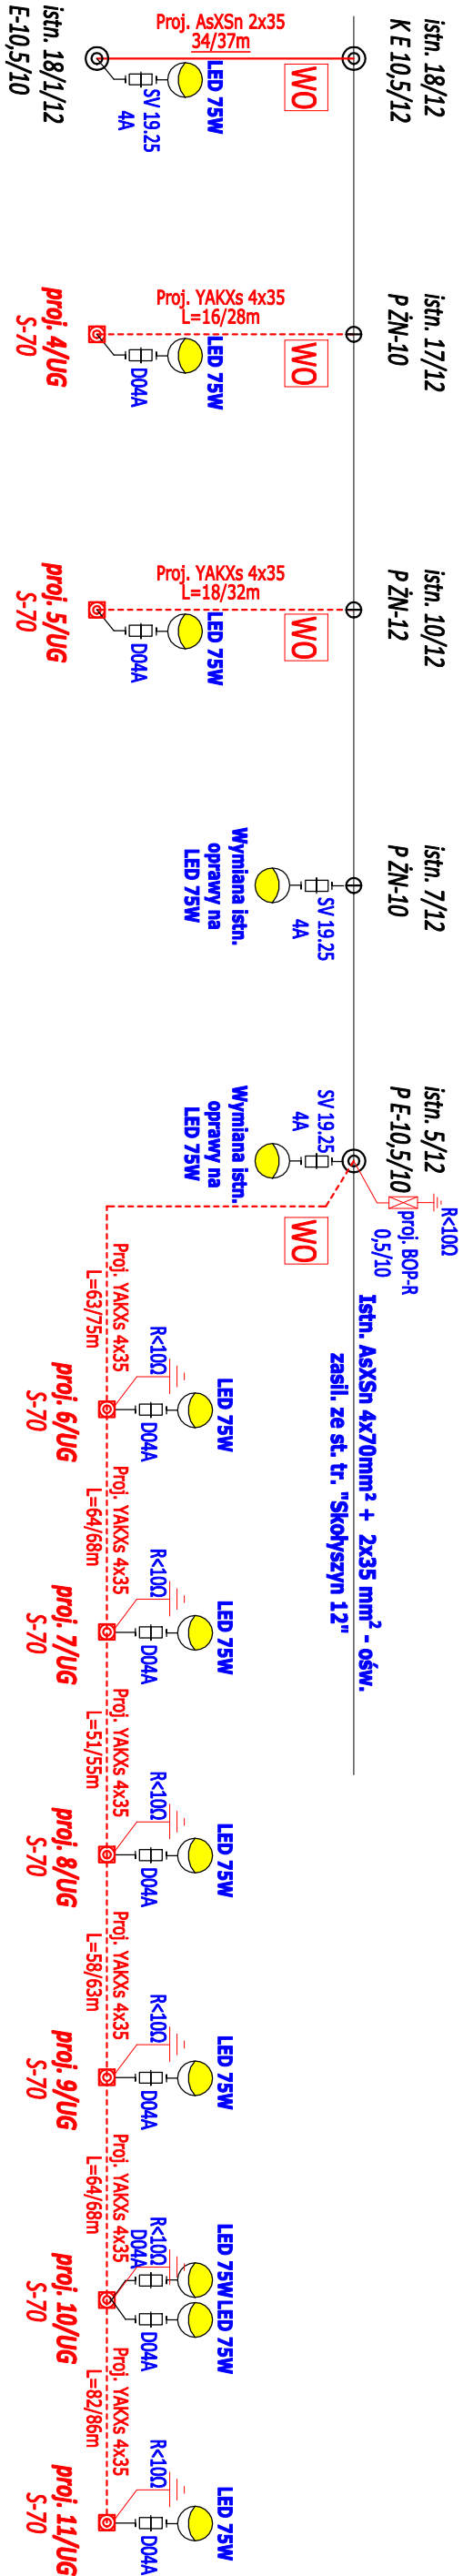 istn. 18/12
K E 10,5/12
Proj. AsXSn 2x35
34/37m
WO
LED 75W
SV 19.25
4A
istn. 18/1/12
E-10,5/10
istn. 17/12
P ŻN-10
Proj. YAKXs 4x35
L=16/28m
WO
LED 75W
D04A
proj. 4/UG
S-70
istn. 10/12
P ŻN-12
Proj. YAKXs 4x35
L=18/32m
WO
LED 75W
D04A
proj. 5/UG
S-70
istn. 7/12
P ŻN-10
SV 19.25
4A
Wymiana istn.
oprawy na
LED 75W
istn. 5/12
P E-10,5/10
R<10Ω
proj. BOP-R
0,5/10
SV 19.25
4A
Wymiana istn.
oprawy na
LED 75W
WO
Istn. AsXSn 4x70mm² + 2x35 mm² - ośw.
zasil. ze st. tr. "Skołyszyn 12"
Proj. YAKXs 4x35
L=63/75m
LED 75W
R<10Ω
D04A
proj. 6/UG
S-70
Proj. YAKXs 4x35
L=64/68m
LED 75W
R<10Ω
D04A
proj. 7/UG
S-70
Proj. YAKXs 4x35
L=51/55m
LED 75W
R<10Ω
D04A
proj. 8/UG
S-70
Proj. YAKXs 4x35
L=58/63m
LED 75W
R<10Ω
D04A
proj. 9/UG
S-70
Proj. YAKXs 4x35
L=64/68m
LED 75W
LED 75W
R<10Ω
D04A
D04A
proj. 10/UG
S-70
Proj. YAKXs 4x35
L=82/86m
LED 75W
R<10Ω
D04A
proj. 11/UG
S-70